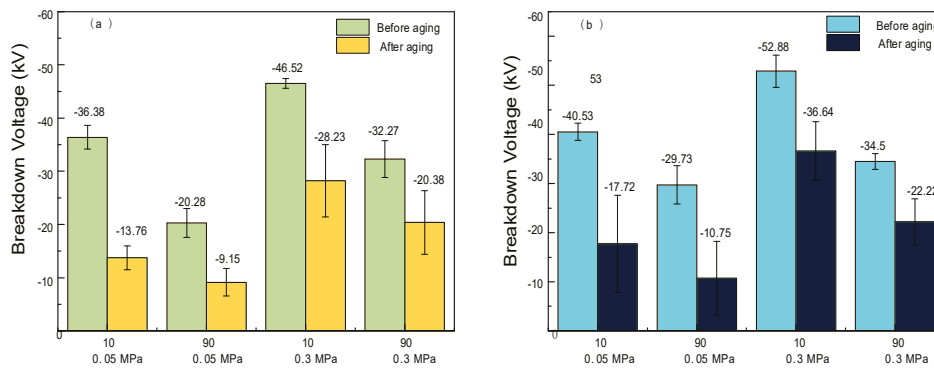 (a)
Before aging
After aging
Breakdown Voltage (kV)
-60
-50
-40
-30
-20
-10
0
-36.38
-13.76
-20.28
-9.15
-46.52
-28.23
-32.27
-20.38
10
0.05 MPa
90
0.05 MPa
10
0.3 MPa
90
0.3 MPa
(b)
Before aging
After aging
Breakdown Voltage (kV)
-60
-50
-40
-30
-20
-10
0
53
-40.53
-17.72
-29.73
-10.75
-52.88
-36.64
-34.5
-22.22
10
0.05 MPa
90
0.05 MPa
10
0.3 MPa
90
0.3 MPa